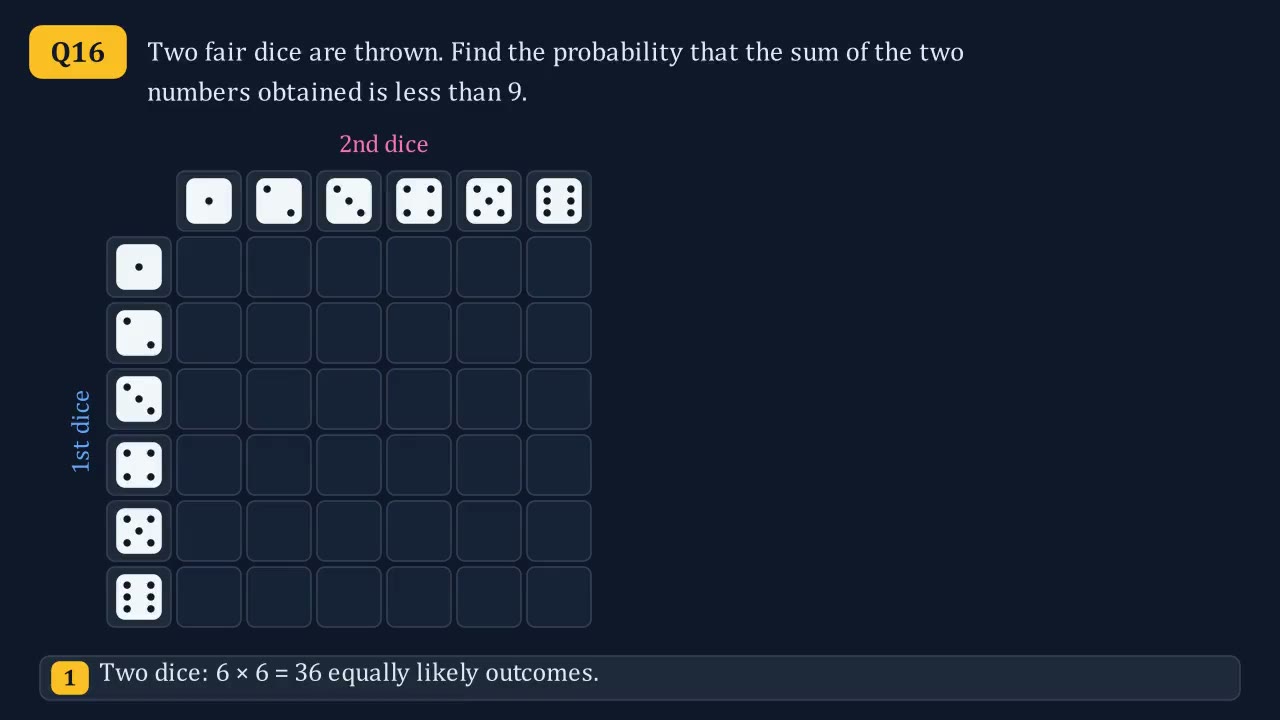 Q16
Two fair dice are thrown. Find the probability that the sum of the two
numbers obtained is less than 9.
2nd dice
1st dice
1 Two dice: 6 × 6 = 36 equally likely outcomes.